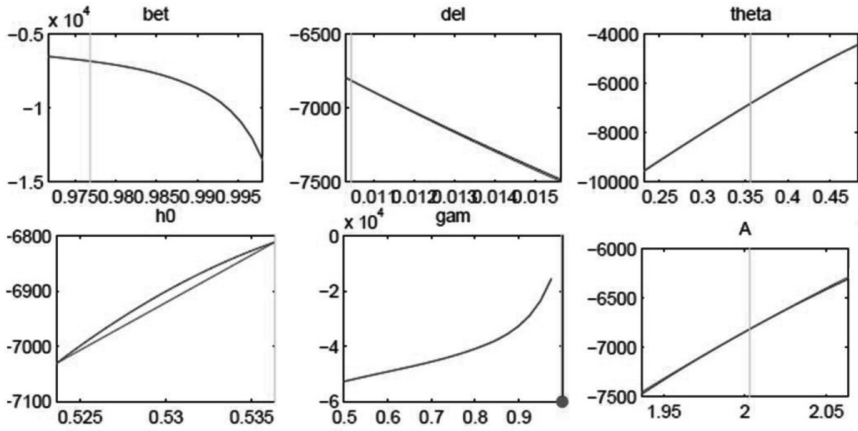 bet del theta
x 10⁴
−0.5 −6500 −4000
−6000
−1 −7000
−8000
−1.5 −7500 −10000
0.975 0.980 0.985 0.990 0.995 0.011 0.012 0.013 0.014 0.015 0.25 0.3 0.35 0.4 0.45
h0 gam A
x 10⁴
-6800 0 −6000
-6900 −2 −6500
-7000 −4 −7000
-7100 −6 −7500
0.525 0.53 0.535 0.5 0.6 0.7 0.8 0.9 1.95 2 2.05